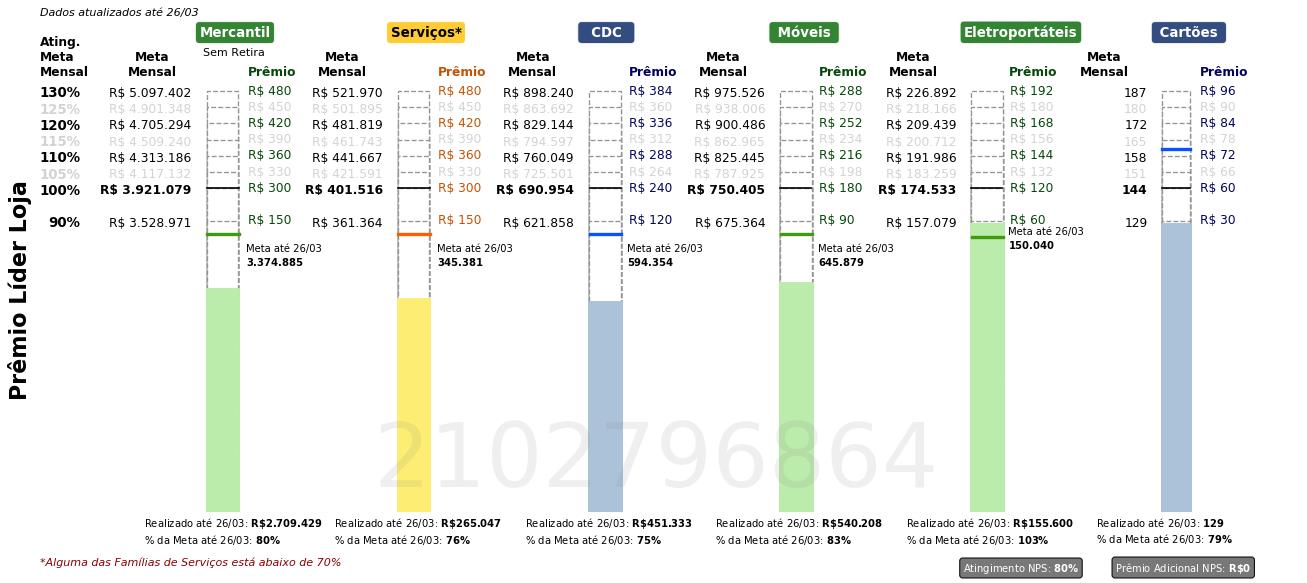 Dados atualizados até 26/03
Mercantil Serviços* CDC Móveis Eletroportáteis Cartões
Sem Retira
Ating. Meta Mensal
Meta Mensal Prêmio Meta Mensal Prêmio Meta Mensal Prêmio Meta Mensal Prêmio Meta Mensal Prêmio Meta Mensal Prêmio
130% R$ 5.097.402 R$ 480 R$ 521.970 R$ 480 R$ 898.240 R$ 384 R$ 975.526 R$ 288 R$ 226.892 R$ 192 187 R$ 96
125% R$ 4.901.348 R$ 450 R$ 501.895 R$ 450 R$ 863.692 R$ 360 R$ 938.006 R$ 270 R$ 218.166 R$ 180 180 R$ 90
120% R$ 4.705.294 R$ 420 R$ 481.819 R$ 420 R$ 829.144 R$ 336 R$ 900.486 R$ 252 R$ 209.439 R$ 168 172 R$ 84
115% R$ 4.509.240 R$ 390 R$ 461.743 R$ 390 R$ 794.597 R$ 312 R$ 862.965 R$ 234 R$ 200.712 R$ 156 165 R$ 78
110% R$ 4.313.186 R$ 360 R$ 441.667 R$ 360 R$ 760.049 R$ 288 R$ 825.445 R$ 216 R$ 191.986 R$ 144 158 R$ 72
105% R$ 4.117.132 R$ 330 R$ 421.591 R$ 330 R$ 725.501 R$ 264 R$ 787.925 R$ 198 R$ 183.259 R$ 132 151 R$ 66
100% R$ 3.921.079 R$ 300 R$ 401.516 R$ 300 R$ 690.954 R$ 240 R$ 750.405 R$ 180 R$ 174.533 R$ 120 144 R$ 60
90% R$ 3.528.971 R$ 150 R$ 361.364 R$ 150 R$ 621.858 R$ 120 R$ 675.364 R$ 90 R$ 157.079 R$ 60 129 R$ 30
Meta até 26/03 Meta até 26/03 Meta até 26/03 Meta até 26/03 Meta até 26/03
3.374.885 345.381 594.354 645.879 150.040
Prêmio Líder Loja
2102796864
Realizado até 26/03: R$2.709.429 Realizado até 26/03: R$265.047 Realizado até 26/03: R$451.333 Realizado até 26/03: R$540.208 Realizado até 26/03: R$155.600 Realizado até 26/03: 129
% da Meta até 26/03: 80% % da Meta até 26/03: 76% % da Meta até 26/03: 75% % da Meta até 26/03: 83% % da Meta até 26/03: 103% % da Meta até 26/03: 79%
*Alguma das Famílias de Serviços está abaixo de 70%
Atingimento NPS: 80% Prêmio Adicional NPS: R$0